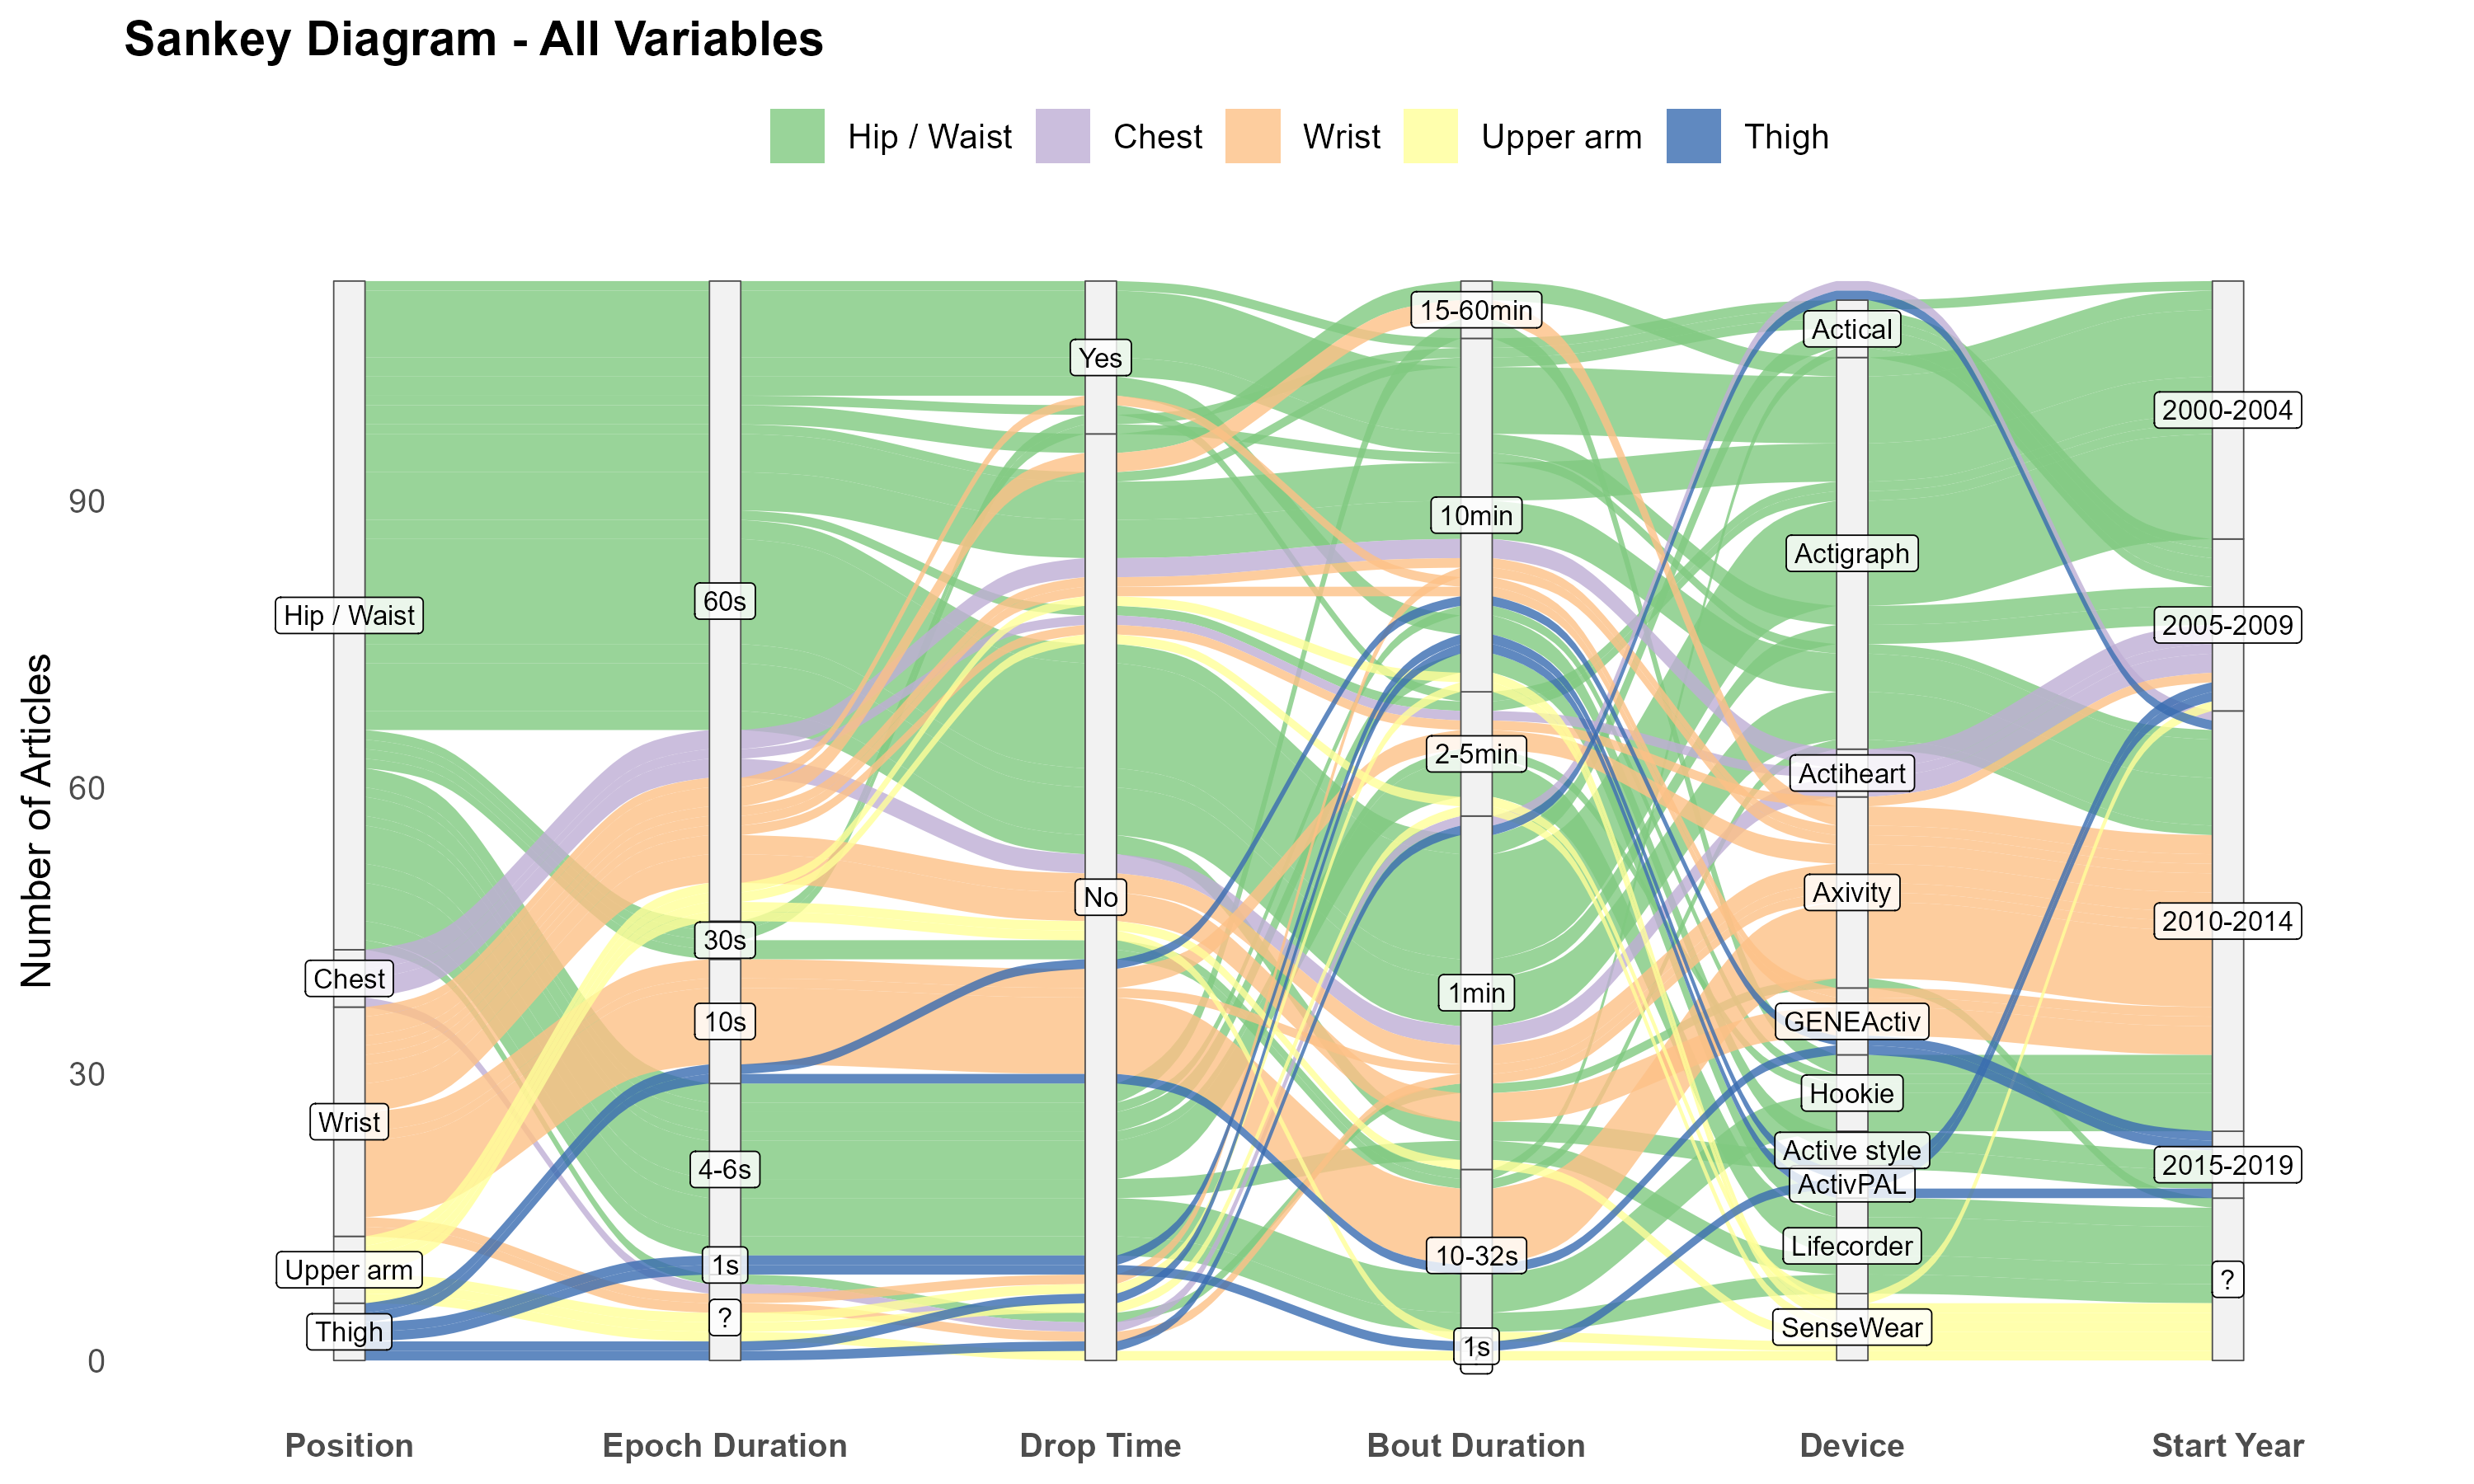 Sankey Diagram - All Variables
Hip / Waist
Chest
Wrist
Upper arm
Thigh
Number of Articles
90
60
30
0
Hip / Waist
Chest
Wrist
Upper arm
Thigh
60s
30s
10s
4-6s
1s
?
Yes
No
15-60min
10min
2-5min
1min
10-32s
1s
Actical
Actigraph
Actiheart
Axivity
GENEActiv
Hookie
Active style
ActivPAL
Lifecorder
SenseWear
2000-2004
2005-2009
2010-2014
2015-2019
?
Position
Epoch Duration
Drop Time
Bout Duration
Device
Start Year